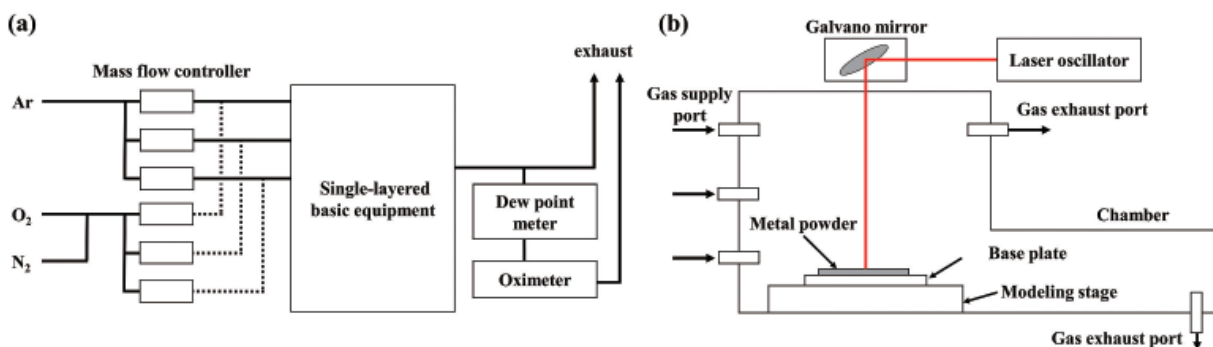 (a)
Mass flow controller
Ar
O2
N2
Single-layered
basic equipment
exhaust
Dew point
meter
Oximeter
(b)
Galvano mirror
Laser oscillator
Gas supply
port
Gas exhaust port
Chamber
Metal powder
Base plate
Modeling stage
Gas exhaust port